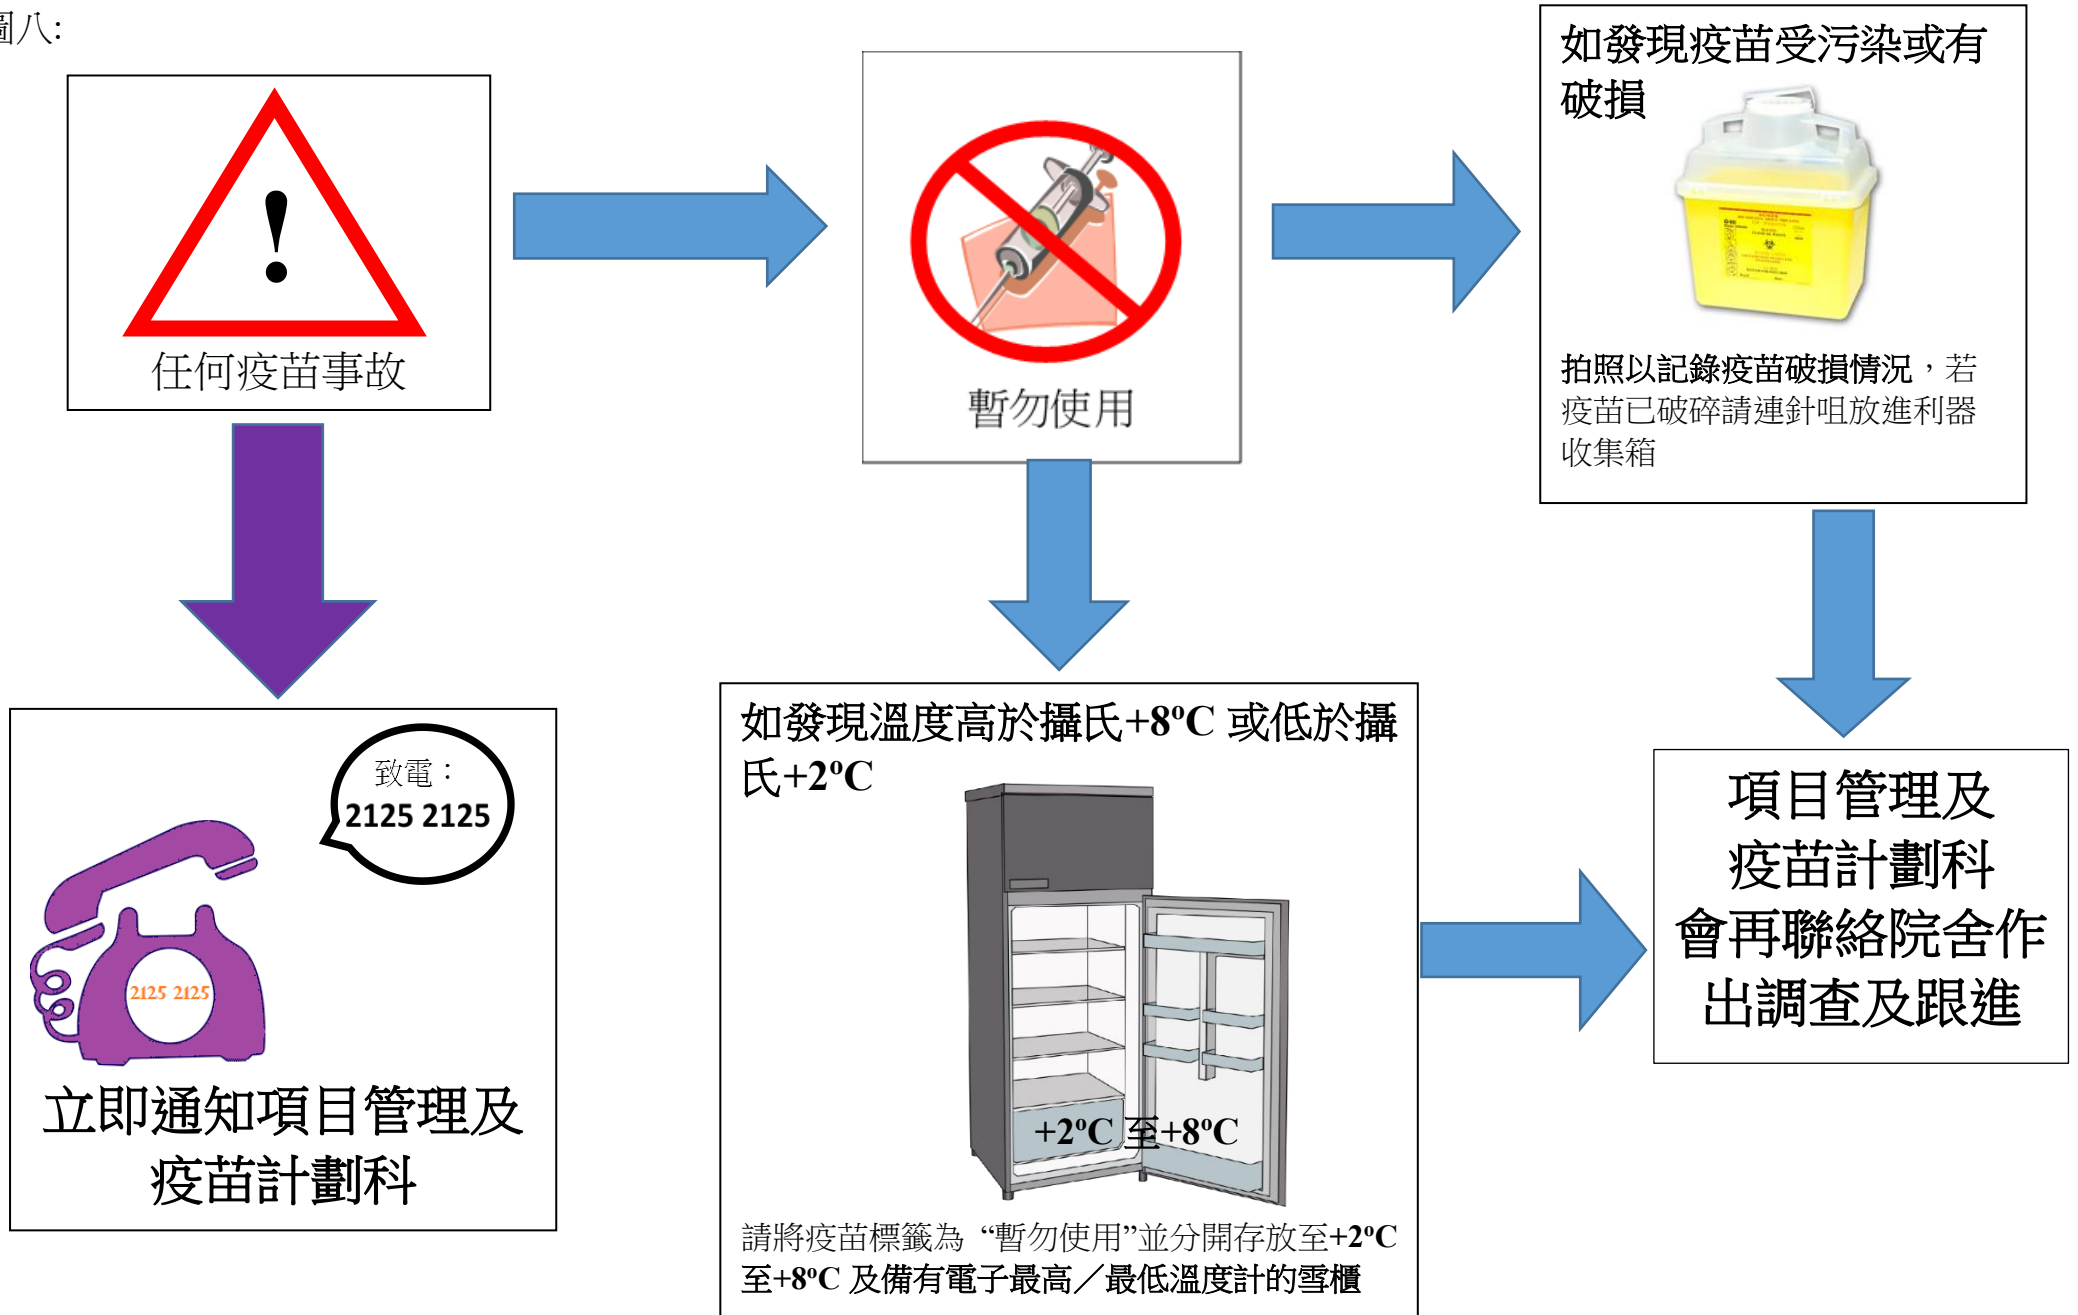 圖八:
任何疫苗事故
暫勿使用
如發現疫苗受污染或有
破損
拍照以記錄疫苗破損情況，若
疫苗已破碎請連針咀放進利器
收集箱
致電：
2125 2125
2125 2125
立即通知項目管理及
疫苗計劃科
如發現溫度高於攝氏+8ºC 或低於攝
氏+2ºC
+2ºC 至+8ºC
請將疫苗標籤為 “暫勿使用”並分開存放至+2ºC
至+8ºC 及備有電子最高／最低溫度計的雪櫃
項目管理及
疫苗計劃科
會再聯絡院舍作
出調查及跟進